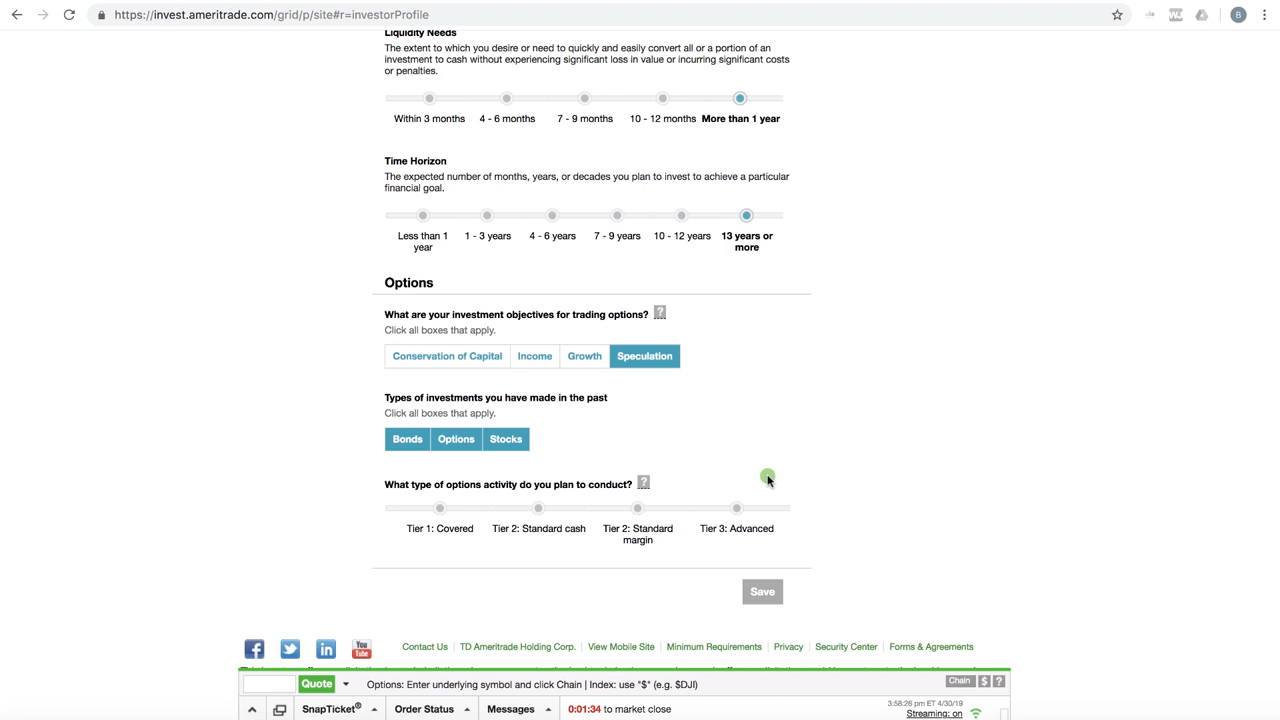 https://invest.ameritrade.com/grid/p/site#r=investorProfile
B
Liquidity Needs
The extent to which you desire or need to quickly and easily convert all or a portion of an
investment to cash without experiencing significant loss in value or incurring significant costs
or penalties.
Within 3 months 4 - 6 months 7 - 9 months 10 - 12 months More than 1 year
Time Horizon
The expected number of months, years, or decades you plan to invest to achieve a particular
financial goal.
Less than 1 year 1 - 3 years 4 - 6 years 7 - 9 years 10 - 12 years 13 years or more
Options
What are your investment objectives for trading options? ?
Click all boxes that apply.
Conservation of Capital Income Growth Speculation
Types of investments you have made in the past
Click all boxes that apply.
Bonds Options Stocks
What type of options activity do you plan to conduct? ?
Tier 1: Covered Tier 2: Standard cash Tier 2: Standard margin Tier 3: Advanced
Save
You Tube Contact Us TD Ameritrade Holding Corp. View Mobile Site Minimum Requirements Privacy Security Center Forms & Agreements
Quote Options: Enter underlying symbol and click Chain | Index: use "$" (e.g. $DJI) Chain $ ?
SnapTicket® Order Status Messages 0:01:34 to market close
3:58:26 pm ET 4/30/19
Streaming: on